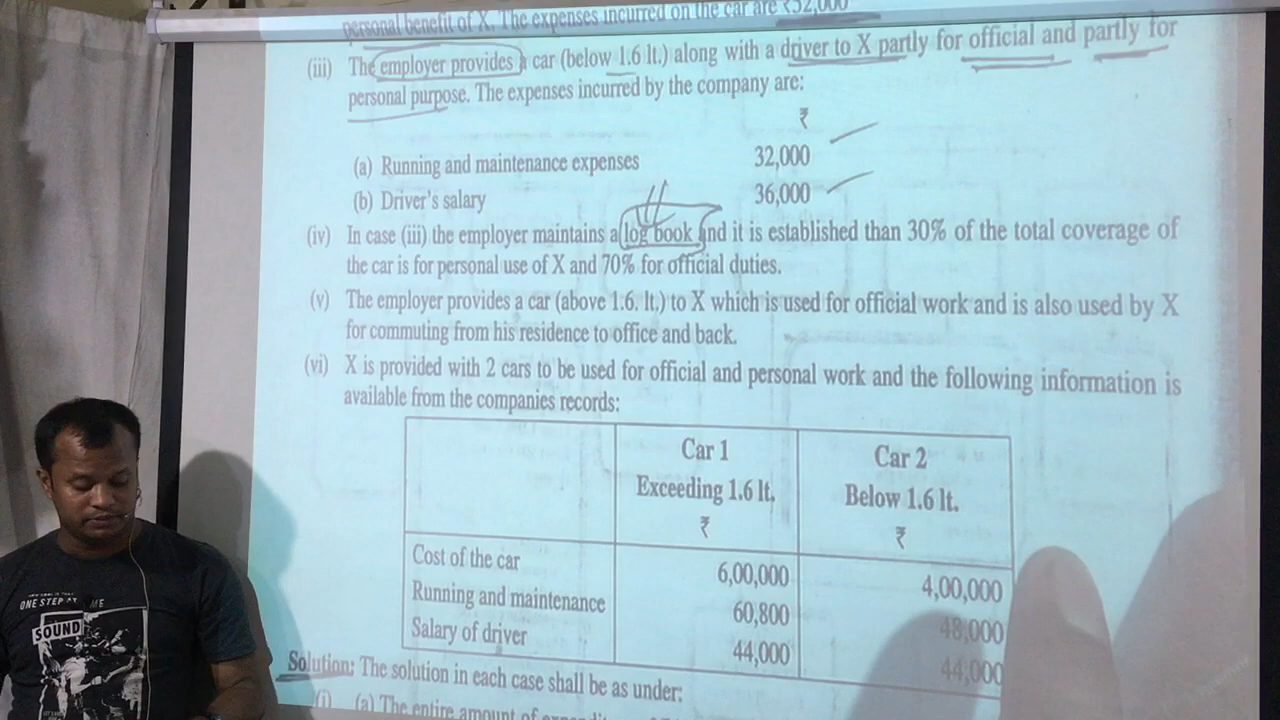 personal benefit of X. The expenses incurred on the car are ₹52,000
(iii) The employer provides a car (below 1.6 lt.) along with a driver to X partly for official and partly for
personal purpose. The expenses incurred by the company are:
₹
(a) Running and maintenance expenses 32,000
(b) Driver's salary 36,000
(iv) In case (iii) the employer maintains a log book and it is established than 30% of the total coverage of
the car is for personal use of X and 70% for official duties.
(v) The employer provides a car (above 1.6. lt.) to X which is used for official work and is also used by X
for commuting from his residence to office and back.
(vi) X is provided with 2 cars to be used for official and personal work and the following information is
available from the companies records:
Car 1 Car 2
Exceeding 1.6 lt. Below 1.6 lt.
₹ ₹
Cost of the car 6,00,000 4,00,000
Running and maintenance 60,800 48,000
Salary of driver 44,000 44,000
Solution: The solution in each case shall be as under:
(i) (a) The entire amount of
ONE STEP AT
ME
SOUND